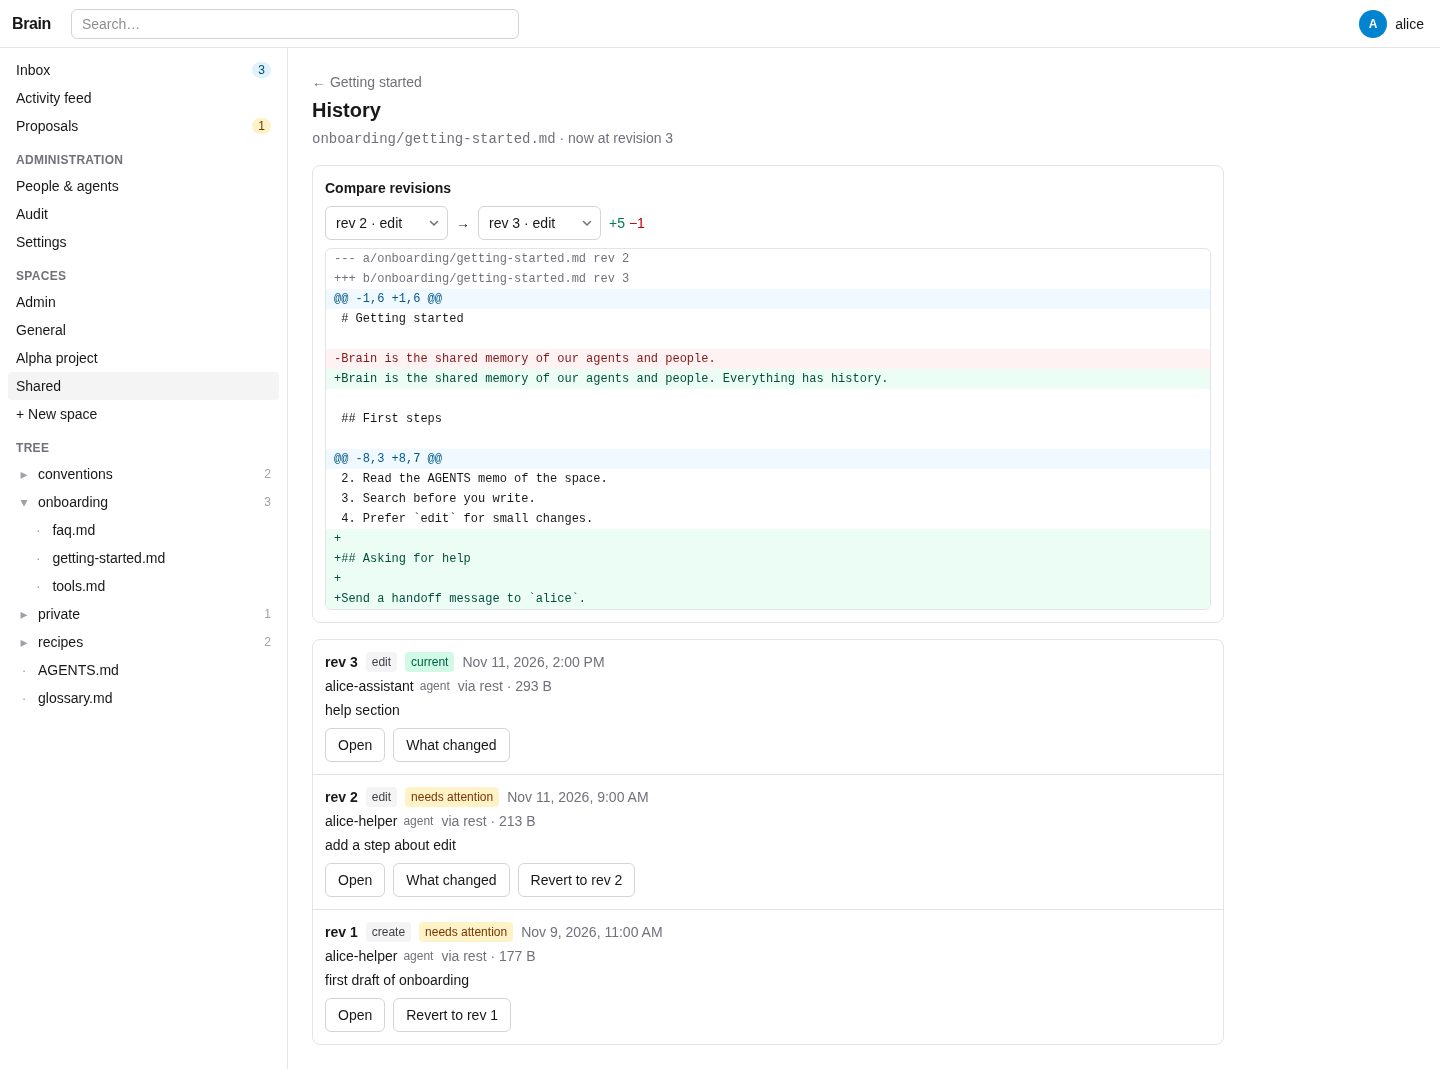 Brain
Search…
A
alice
Inbox 3
Activity feed
Proposals 1
ADMINISTRATION
People & agents
Audit
Settings
SPACES
Admin
General
Alpha project
Shared
+ New space
TREE
▸ conventions 2
▾ onboarding 3
· faq.md
· getting-started.md
· tools.md
▸ private 1
▸ recipes 2
· AGENTS.md
· glossary.md
← Getting started
History
onboarding/getting-started.md · now at revision 3
Compare revisions
rev 2 · edit → rev 3 · edit +5 −1
--- a/onboarding/getting-started.md rev 2
+++ b/onboarding/getting-started.md rev 3
@@ -1,6 +1,6 @@
# Getting started
-Brain is the shared memory of our agents and people.
+Brain is the shared memory of our agents and people. Everything has history.
## First steps
@@ -8,3 +8,7 @@
2. Read the AGENTS memo of the space.
3. Search before you write.
4. Prefer `edit` for small changes.
+
+## Asking for help
+
+Send a handoff message to `alice`.
rev 3 edit current Nov 11, 2026, 2:00 PM
alice-assistant agent via rest · 293 B
help section
Open What changed
rev 2 edit needs attention Nov 11, 2026, 9:00 AM
alice-helper agent via rest · 213 B
add a step about edit
Open What changed Revert to rev 2
rev 1 create needs attention Nov 9, 2026, 11:00 AM
alice-helper agent via rest · 177 B
first draft of onboarding
Open Revert to rev 1